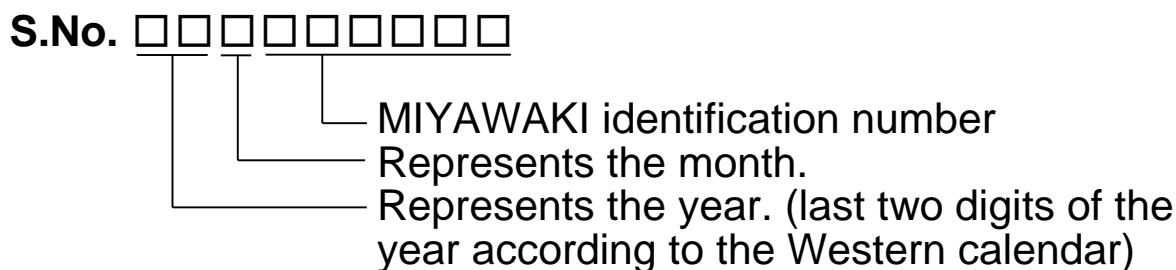 S.No. □□□□□□□□□□
MIYAWAKI identification number
Represents the month.
Represents the year. (last two digits of the
year according to the Western calendar)